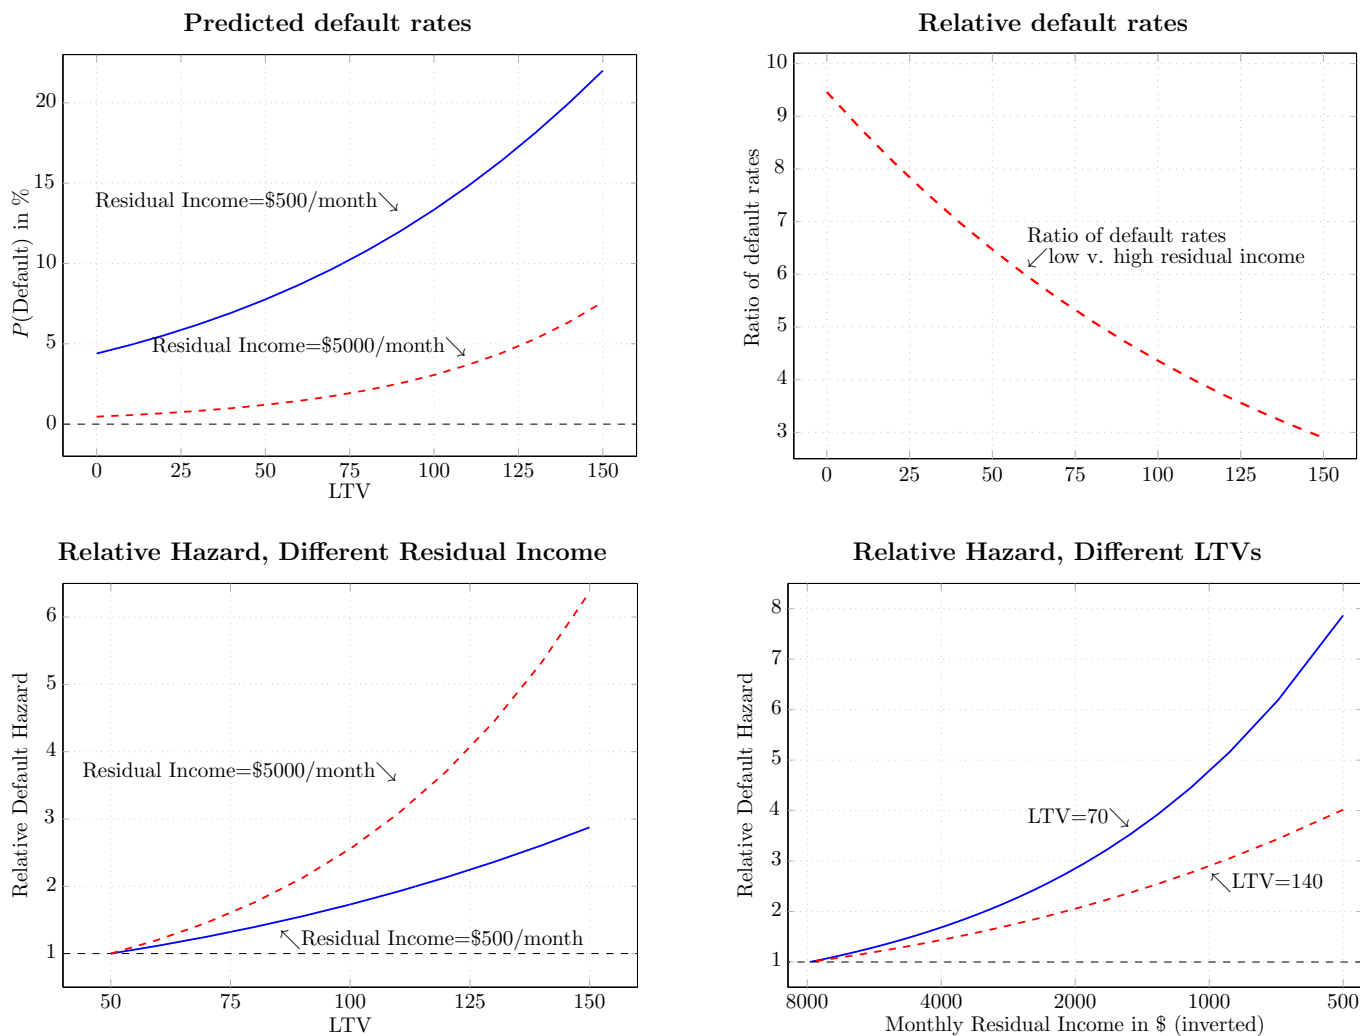 Predicted default rates
P(Default) in %
20
15
10
5
0
Residual Income=$500/month
Residual Income=$5000/month
0 25 50 75 100 125 150
LTV
Relative default rates
Ratio of default rates
10
9
8
7
6
5
4
3
Ratio of default rates
low v. high residual income
0 25 50 75 100 125 150
Relative Hazard, Different Residual Income
Relative Default Hazard
6
5
4
3
2
1
Residual Income=$5000/month
Residual Income=$500/month
50 75 100 125 150
LTV
Relative Hazard, Different LTVs
Relative Default Hazard
8
7
6
5
4
3
2
1
LTV=70
LTV=140
8000 4000 2000 1000 500
Monthly Residual Income in $ (inverted)